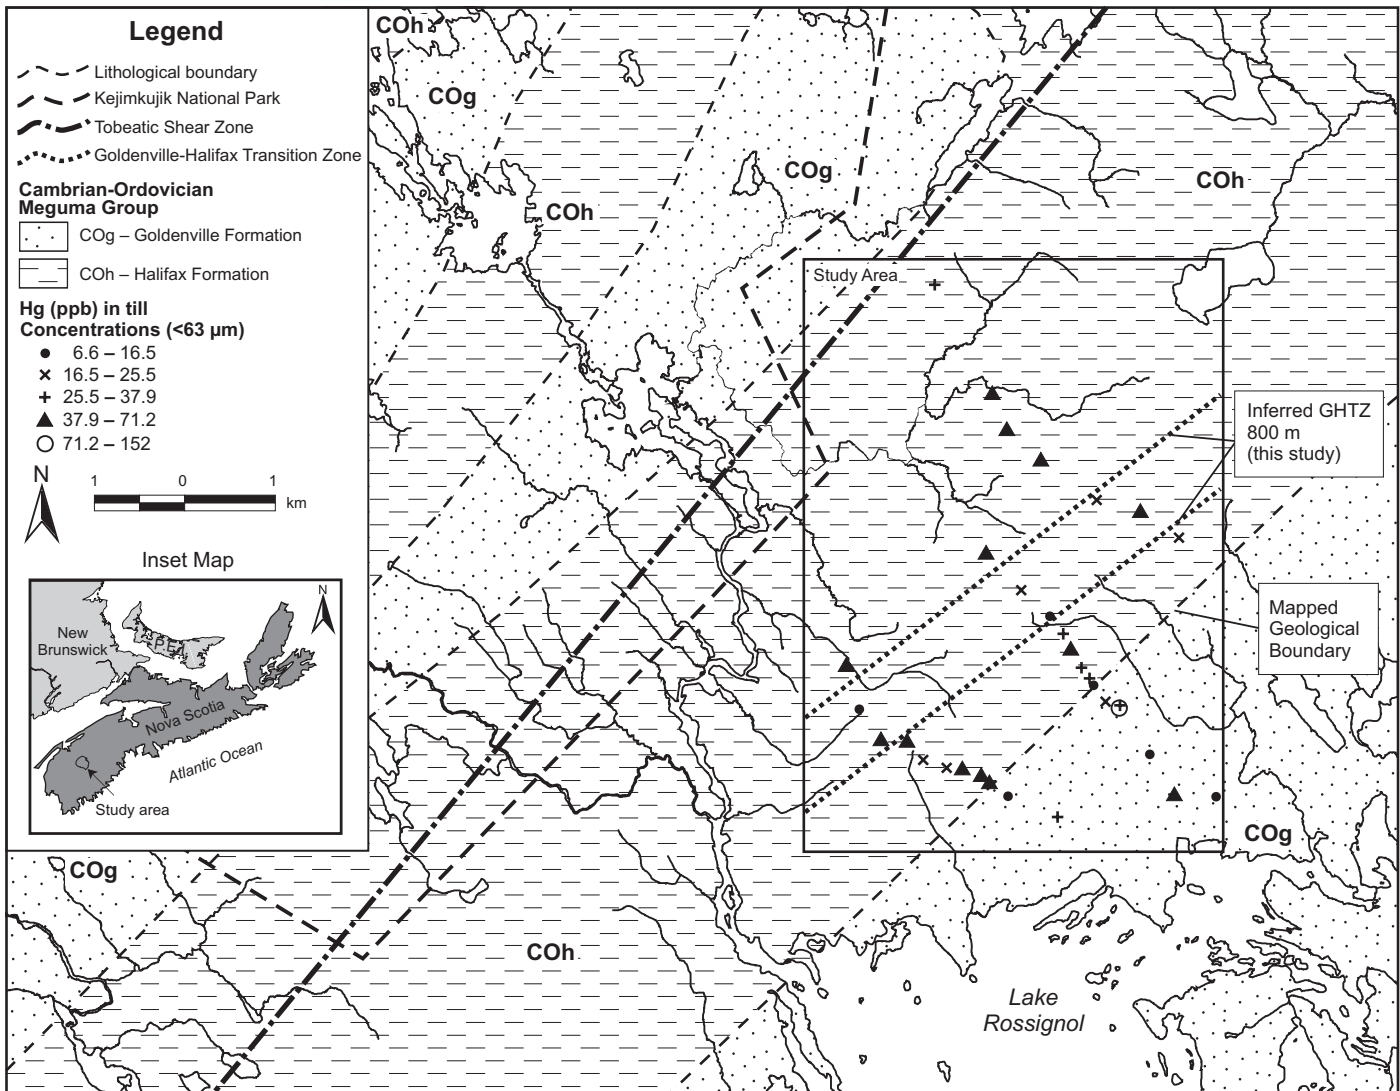 Legend
Lithological boundary
Kejimkujik National Park
Tobeatic Shear Zone
Goldenville-Halifax Transition Zone
Cambrian-Ordovician
Meguma Group
COg – Goldenville Formation
COh – Halifax Formation
Hg (ppb) in till
Concentrations (<63 µm)
6.6 – 16.5
16.5 – 25.5
25.5 – 37.9
37.9 – 71.2
71.2 – 152
N
1 0 1
km
Inset Map
N
New
Brunswick
P.E.I.
Nova Scotia
Atlantic Ocean
Study area
COh
COg
COh
COg
COh
Study Area
Inferred GHTZ
800 m
(this study)
Mapped
Geological
Boundary
COg
COg
COh
Lake
Rossignol